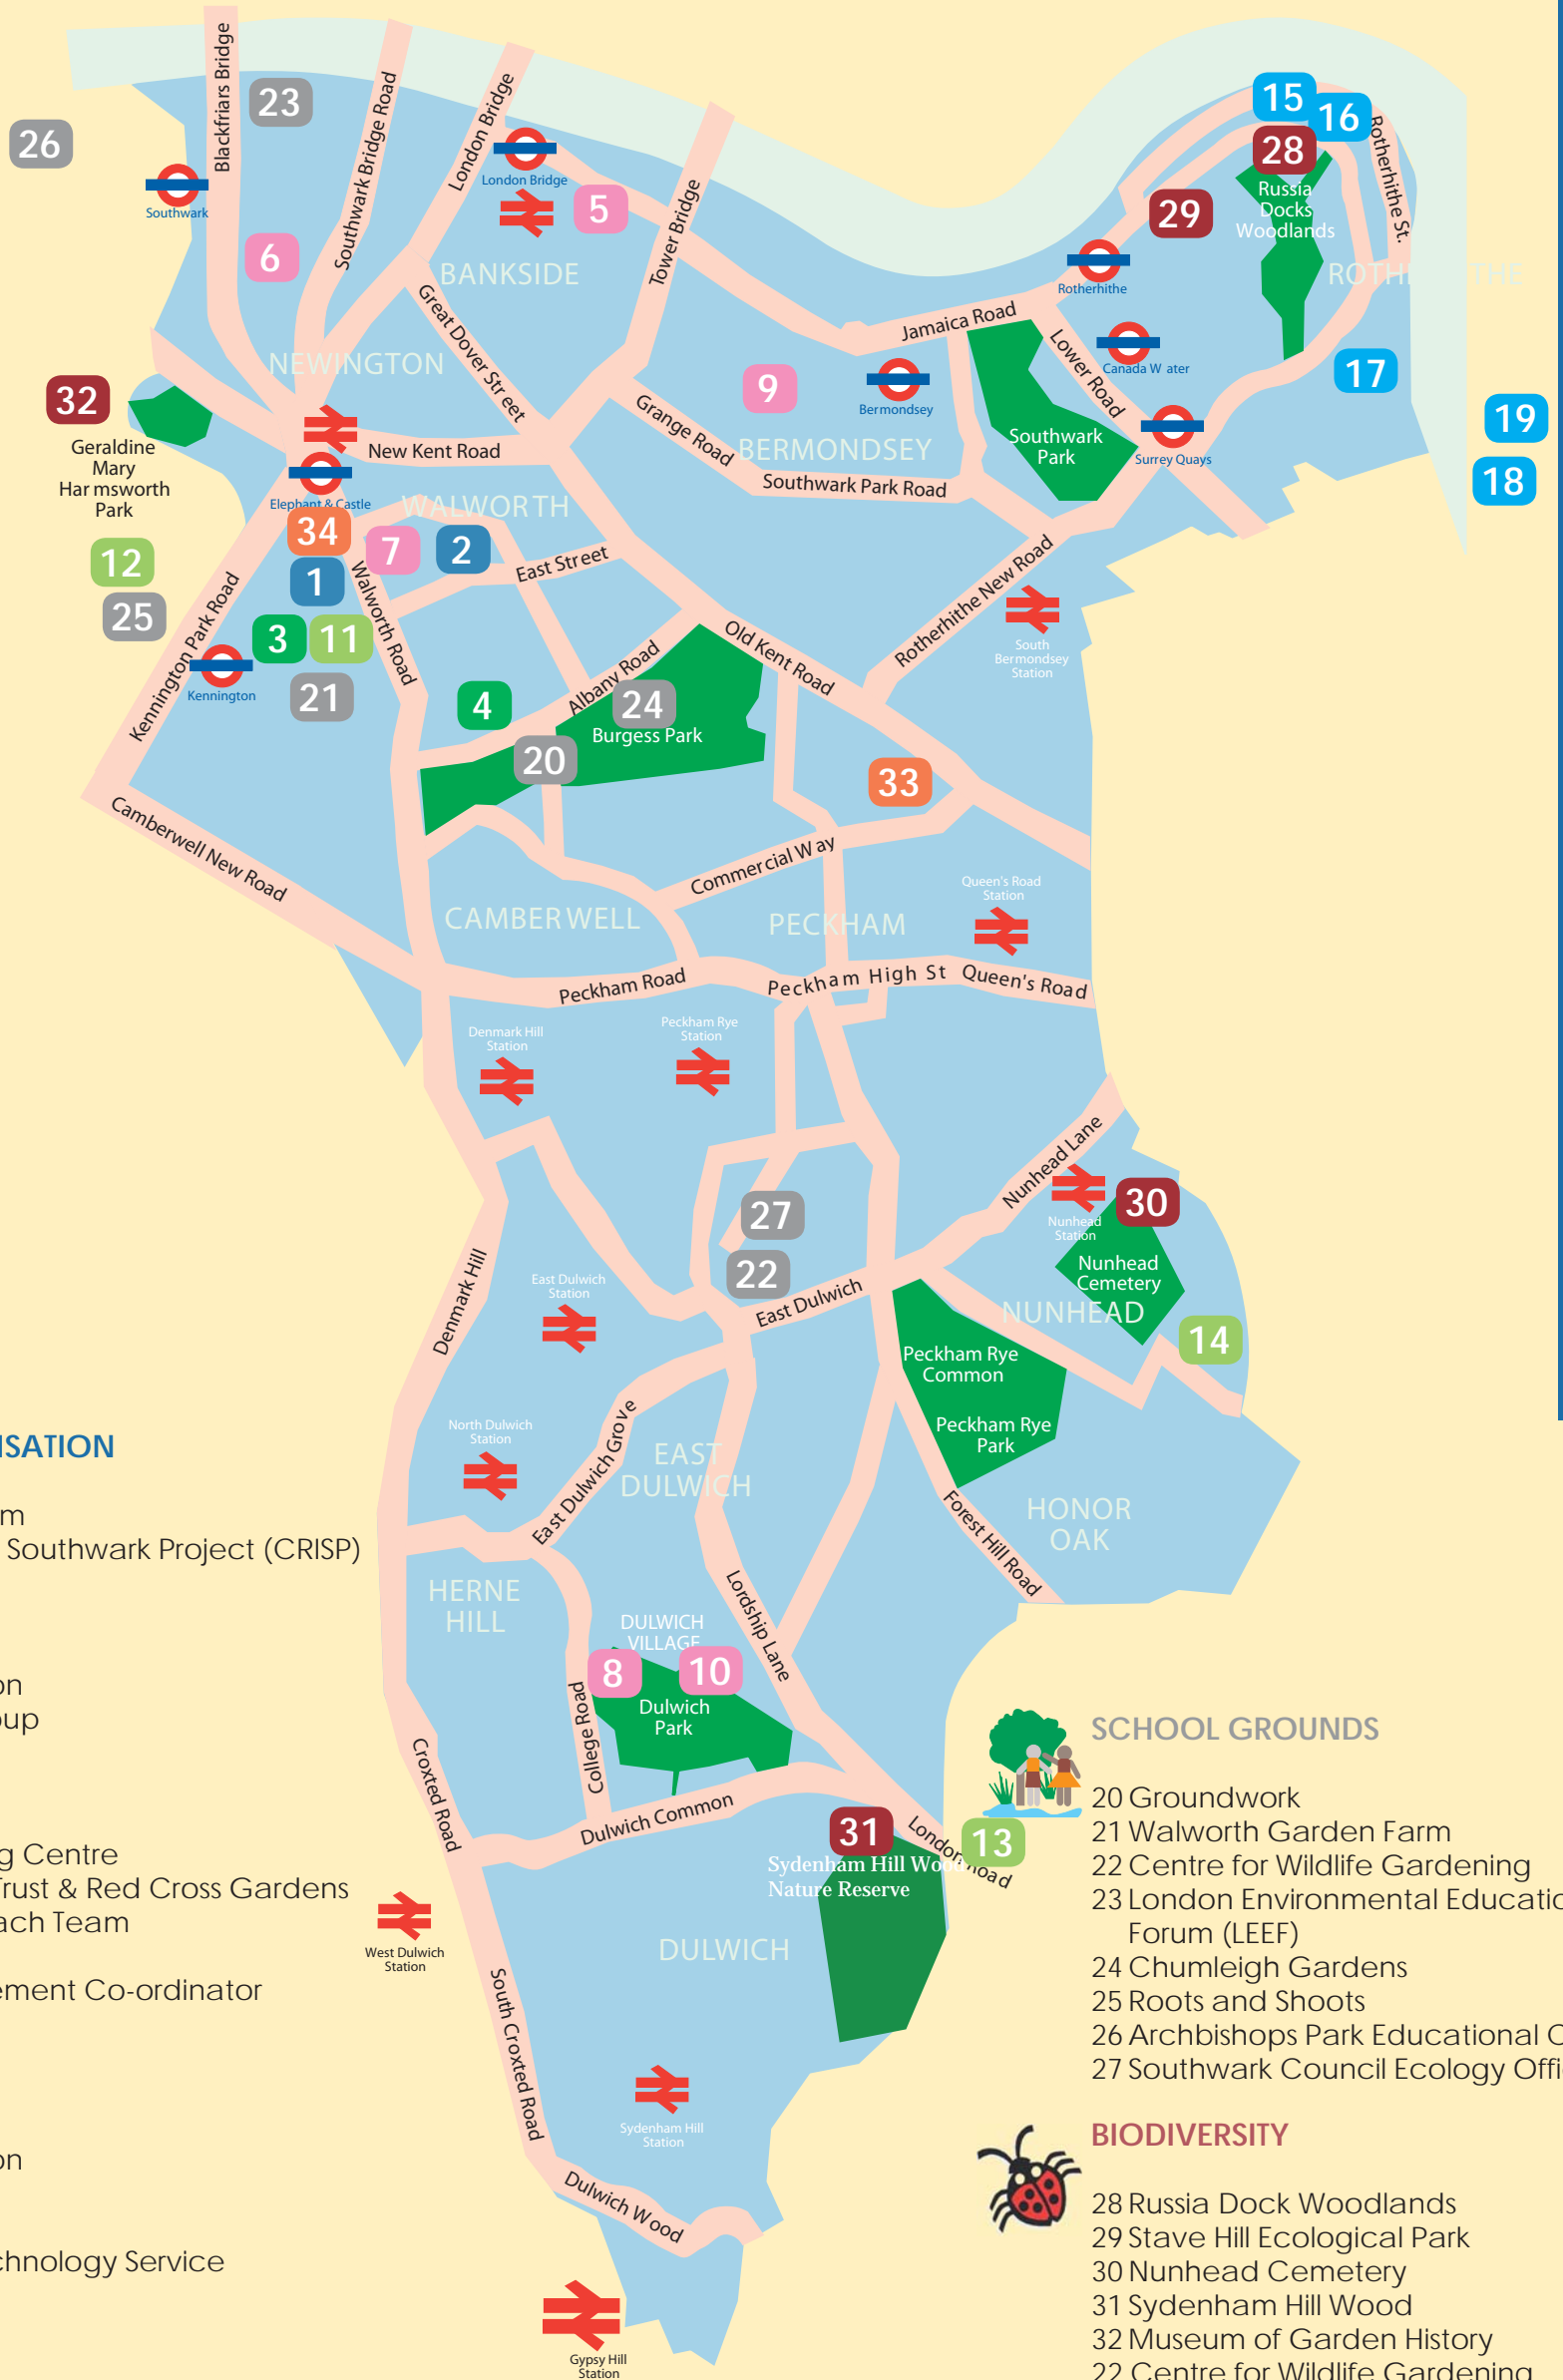 Blackfriars Bridge
23
Southwark Bridge Road
London Bridge
26
Southwark
London Bridge
5
Tower Bridge
6
BANKSIDE
15
16
28
Russia
Docks
Woodlands
Rotherhithe St.
29
Rotherhithe
ROTH
THE
Great Dover Street
Jamaica Road
Lower Road
Canada W ater
17
NEWINGTON
32
Geraldine
Mary
Har msworth
Park
9
Bermondsey
Grange Road
BERMONDSEY
Southwark
Park
Surrey Quays
19
18
New Kent Road
Southwark Park Road
Elephant & Castle
WALWORTH
34
7
2
1
12
25
East Street
Kennington Park Road
Walworth Road
3
11
Kennington
21
Rotherhithe New Road
South
Bermondsey
Station
Old Kent Road
Albany Road
4
24
Burgess Park
20
33
Camberwell New Road
Commercial Way
Queen's Road
Station
CAMBER WELL
PECKHAM
Peckham Road
Peckham High St
Queen's Road
Denmark Hill
Station
Peckham Rye
Station
Nunhead Lane
27
22
30
Nunhead
Station
Nunhead
Cemetery
NUNHEAD
14
Denmark Hill
East Dulwich
Station
East Dulwich
Peckham Rye
Common
Peckham Rye
Park
North Dulwich
Station
East Dulwich Grove
EAST
DULWICH
Forest Hill Road
HONOR
OAK
HERNE
HILL
Lordship Lane
DULWICH
VILLAGE
8
10
Dulwich
Park
College Road
Croxted Road
Dulwich Common
31
London Road
13
Sydenham Hill Wood
Nature Reserve
West Dulwich
Station
DULWICH
South Croxted Road
Sydenham Hill
Station
Dulwich Wood
Gypsy Hill
Station
ISATION
m
Southwark Project (CRISP)
on
oup
g Centre
Trust & Red Cross Gardens
ach Team
ement Co-ordinator
on
chnology Service
SCHOOL GROUNDS
20 Groundwork
21 Walworth Garden Farm
22 Centre for Wildlife Gardening
23 London Environmental Educatio
Forum (LEEF)
24 Chumleigh Gardens
25 Roots and Shoots
26 Archbishops Park Educational C
27 Southwark Council Ecology Offi
BIODIVERSITY
28 Russia Dock Woodlands
29 Stave Hill Ecological Park
30 Nunhead Cemetery
31 Sydenham Hill Wood
32 Museum of Garden History
22 Centre for Wildlife Gardening